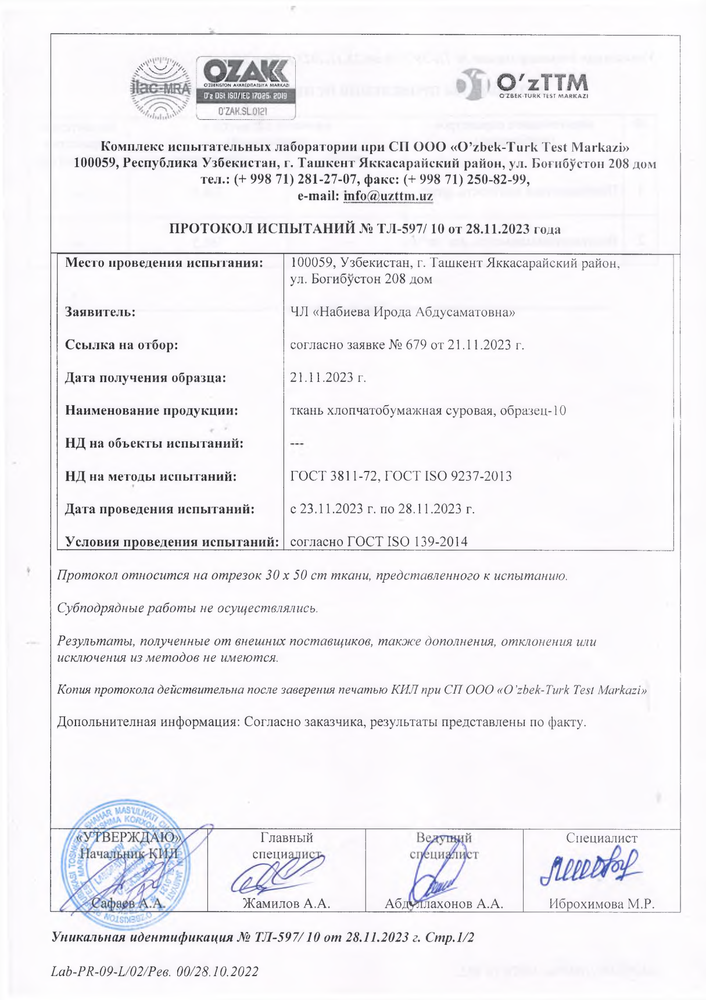 ilac-MRA
OZAKK
O'ZBEKISTON AKKREDITATSIYA MARKAZI
O'z DSt ISO/IEC 17025: 2019
O'ZAK.SL.0121
O'zTTM
O'ZBEK-TURK TEST MARKAZI
Комплекс испытательных лаборатории при СП ООО «O’zbek-Turk Test Markazi»
100059, Республика Узбекистан, г. Ташкент Яккасарайский район, ул. Боғибўстон 208 дом
тел.: (+ 998 71) 281-27-07, факс: (+ 998 71) 250-82-99,
e-mail: info@uzttm.uz
ПРОТОКОЛ ИСПЫТАНИЙ № ТЛ-597/ 10 от 28.11.2023 года
Место проведения испытания: 100059, Узбекистан, г. Ташкент Яккасарайский район,
ул. Богибўстон 208 дом
Заявитель: ЧЛ «Набиева Ирода Абдусаматовна»
Ссылка на отбор: согласно заявке № 679 от 21.11.2023 г.
Дата получения образца: 21.11.2023 г.
Наименование продукции: ткань хлопчатобумажная суровая, образец-10
НД на объекты испытаний: ---
НД на методы испытаний: ГОСТ 3811-72, ГОСТ ISO 9237-2013
Дата проведения испытаний: с 23.11.2023 г. по 28.11.2023 г.
Условия проведения испытаний: согласно ГОСТ ISO 139-2014
Протокол относится на отрезок 30 х 50 ст ткани, представленного к испытанию.
Субподрядные работы не осуществлялись.
Результаты, полученные от внешних поставщиков, также дополнения, отклонения или
исключения из методов не имеются.
Копия протокола действительна после заверения печатью КИЛ при СП ООО «O’zbek-Turk Test Markazi»
Допольнителная информация: Согласно заказчика, результаты представлены по факту.
«УТВЕРЖДАЮ» Главный Ведущий Специалист
Начальник КИЛ специалист специалист
Сафаев А.А. Жамилов А.А. Абдуллахонов А.А. Иброхимова М.Р.
Уникальная идентификация № ТЛ-597/ 10 от 28.11.2023 г. Стр.1/2
Lab-PR-09-L/02/Рев. 00/28.10.2022